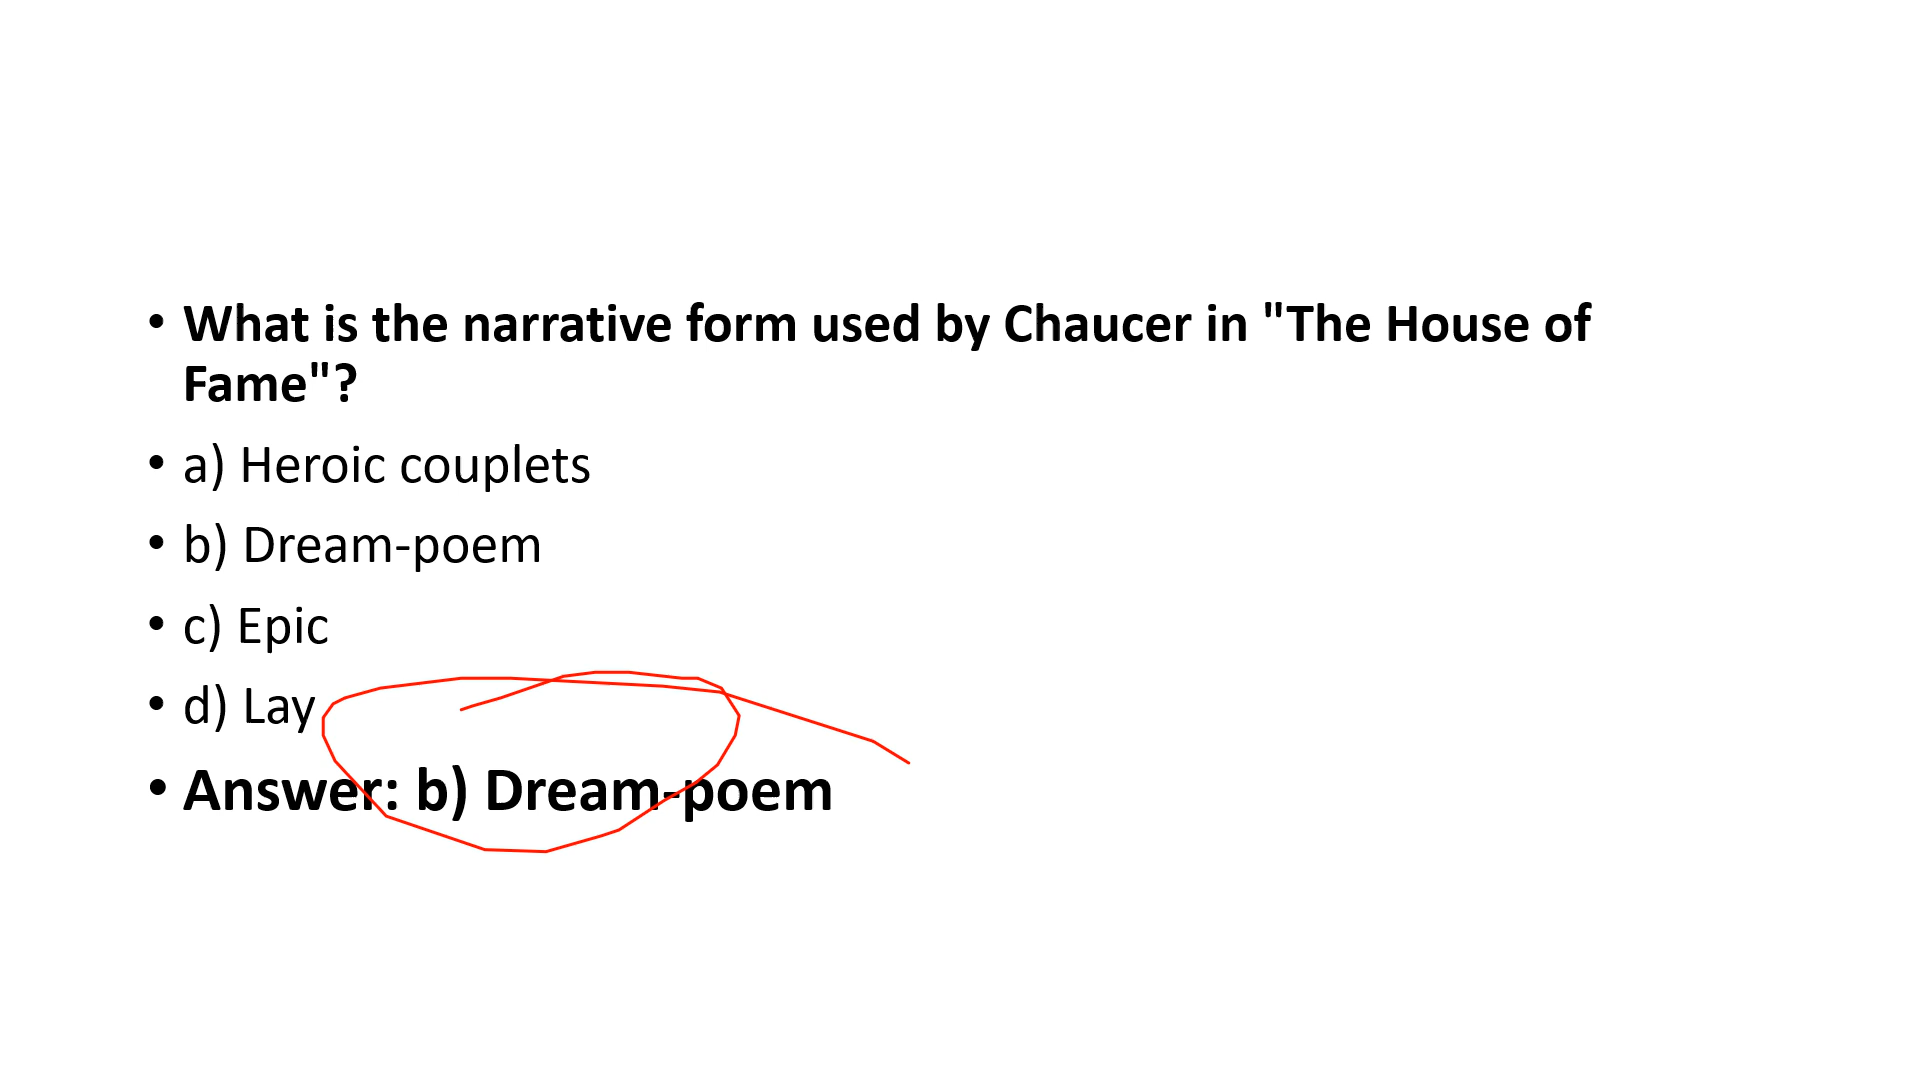 • What is the narrative form used by Chaucer in "The House of
Fame"?
• a) Heroic couplets
• b) Dream-poem
• c) Epic
• d) Lay
• Answer: b) Dream-poem